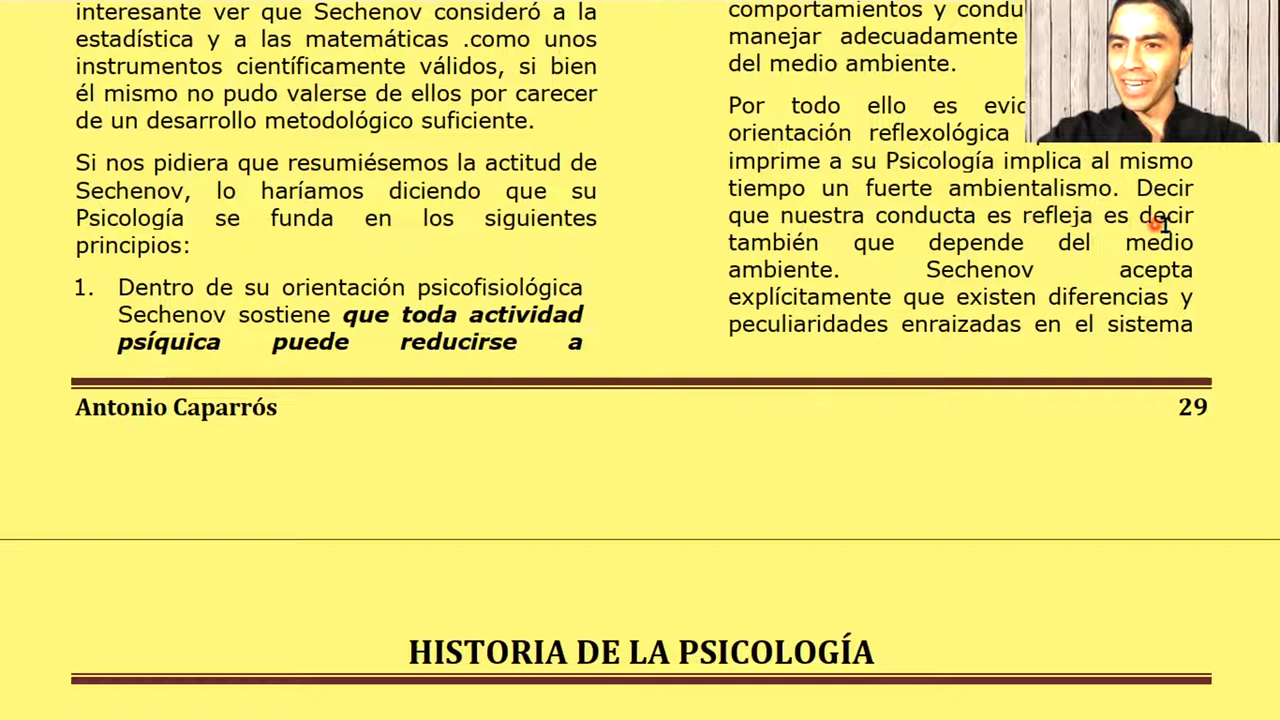 interesante ver que Sechenov consideró a la
estadística y a las matemáticas .como unos
instrumentos científicamente válidos, si bien
él mismo no pudo valerse de ellos por carecer
de un desarrollo metodológico suficiente.
Si nos pidiera que resumiésemos la actitud de
Sechenov, lo haríamos diciendo que su
Psicología se funda en los siguientes
principios:
1. Dentro de su orientación psicofisiológica
Sechenov sostiene que toda actividad
psíquica puede reducirse a
comportamientos y
manejar adecuadamente
del medio ambiente.
Por todo ello es
orientación reflexológica
imprime a su Psicología implica al mismo
tiempo un fuerte ambientalismo. Decir
que nuestra conducta es refleja es decir
también que depende del medio
ambiente. Sechenov acepta
explícitamente que existen diferencias y
peculiaridades enraizadas en el sistema
Antonio Caparrós 29
HISTORIA DE LA PSICOLOGÍA